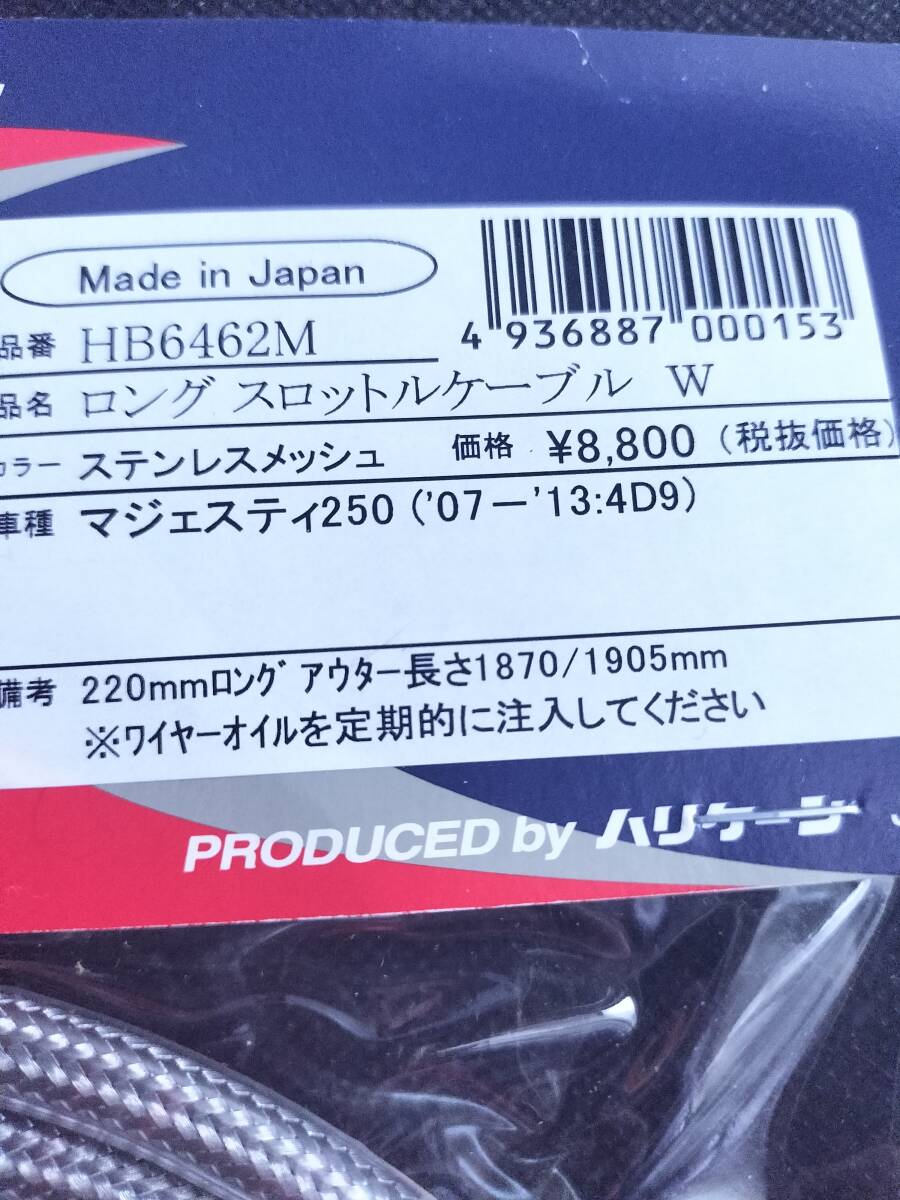 Made in Japan
4 936887 000153
品番 HB6462M
品名 ロング スロットルケーブル W
カラー ステンレスメッシュ 価格 ¥8,800 (税抜価格)
車種 マジェスティ250 ('07ー'13:4D9)
備考 220mmロング アウター長さ1870/1905mm
※ワイヤーオイルを定期的に注入してください
PRODUCED by ハリケーン